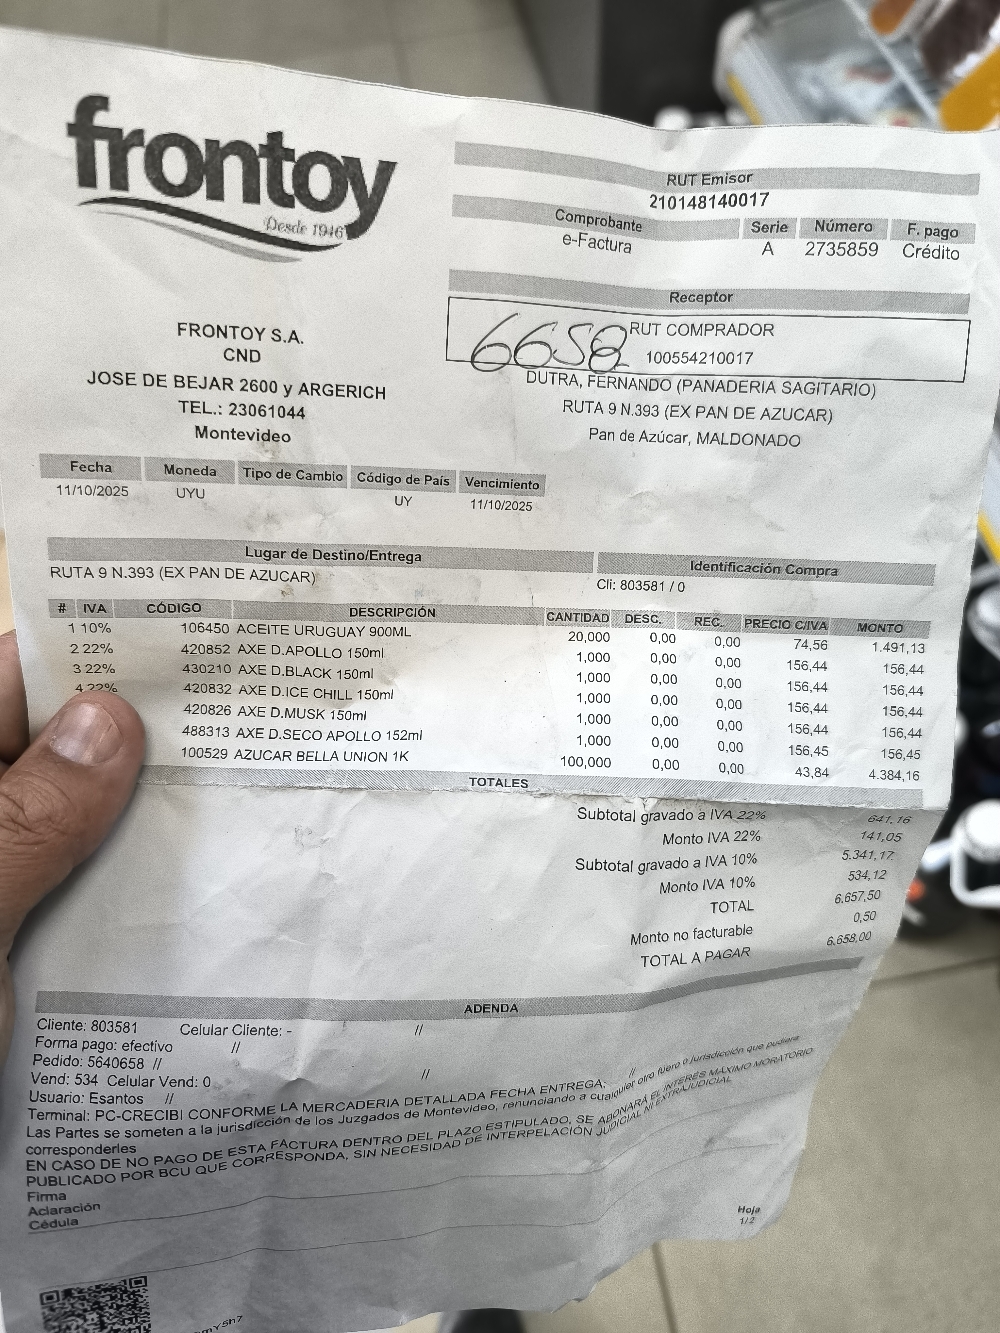 frontoy
Desde 1946
RUT Emisor
210148140017
Comprobante Serie Número F. pago
e-Factura A 2735859 Crédito
Receptor
6658 RUT COMPRADOR
100554210017
DUTRA, FERNANDO (PANADERIA SAGITARIO)
RUTA 9 N.393 (EX PAN DE AZUCAR)
Pan de Azúcar, MALDONADO
FRONTOY S.A.
CND
JOSE DE BEJAR 2600 y ARGERICH
TEL.: 23061044
Montevideo
Fecha Moneda Tipo de Cambio Código de País Vencimiento
11/10/2025 UYU UY 11/10/2025
Lugar de Destino/Entrega Identificación Compra
RUTA 9 N.393 (EX PAN DE AZUCAR) Cli: 803581 / 0
# IVA CÓDIGO DESCRIPCIÓN CANTIDAD DESC. REC. PRECIO C/IVA MONTO
1 10% 106450 ACEITE URUGUAY 900ML 20,000 0,00 0,00 74,56 1.491,13
2 22% 420852 AXE D.APOLLO 150ml 1,000 0,00 0,00 156,44 156,44
3 22% 430210 AXE D.BLACK 150ml 1,000 0,00 0,00 156,44 156,44
4 22% 420832 AXE D.ICE CHILL 150ml 1,000 0,00 0,00 156,44 156,44
420826 AXE D.MUSK 150ml 1,000 0,00 0,00 156,44 156,44
488313 AXE D.SECO APOLLO 152ml 1,000 0,00 0,00 156,45 156,45
100529 AZUCAR BELLA UNION 1K 100,000 0,00 0,00 43,84 4.384,16
TOTALES
Subtotal gravado a IVA 22% 641,16
Monto IVA 22% 141,05
Subtotal gravado a IVA 10% 5.341,17
Monto IVA 10% 534,12
TOTAL 6.657,50
Monto no facturable 0,50
TOTAL A PAGAR 6.658,00
ADENDA
Cliente: 803581 Celular Cliente: - //
Forma pago: efectivo //
Pedido: 5640658 //
Vend: 534 Celular Vend: 0 //
Usuario: Esantos //
Terminal: PC-CRECIBI CONFORME LA MERCADERIA DETALLADA FECHA ENTREGA: //
Las Partes se someten a la jurisdicción de los Juzgados de Montevideo, renunciando a cualquier otro fuero o jurisdicción que pudiera
corresponderles
EN CASO DE NO PAGO DE ESTA FACTURA DENTRO DEL PLAZO ESTIPULADO, SE ABONARÁ EL INTERÉS MÁXIMO MORATORIO
PUBLICADO POR BCU QUE CORRESPONDA, SIN NECESIDAD DE INTERPELACIÓN JUDICIAL NI EXTRAJUDICIAL
Firma
Aclaración
Cédula
Hoja
1/2